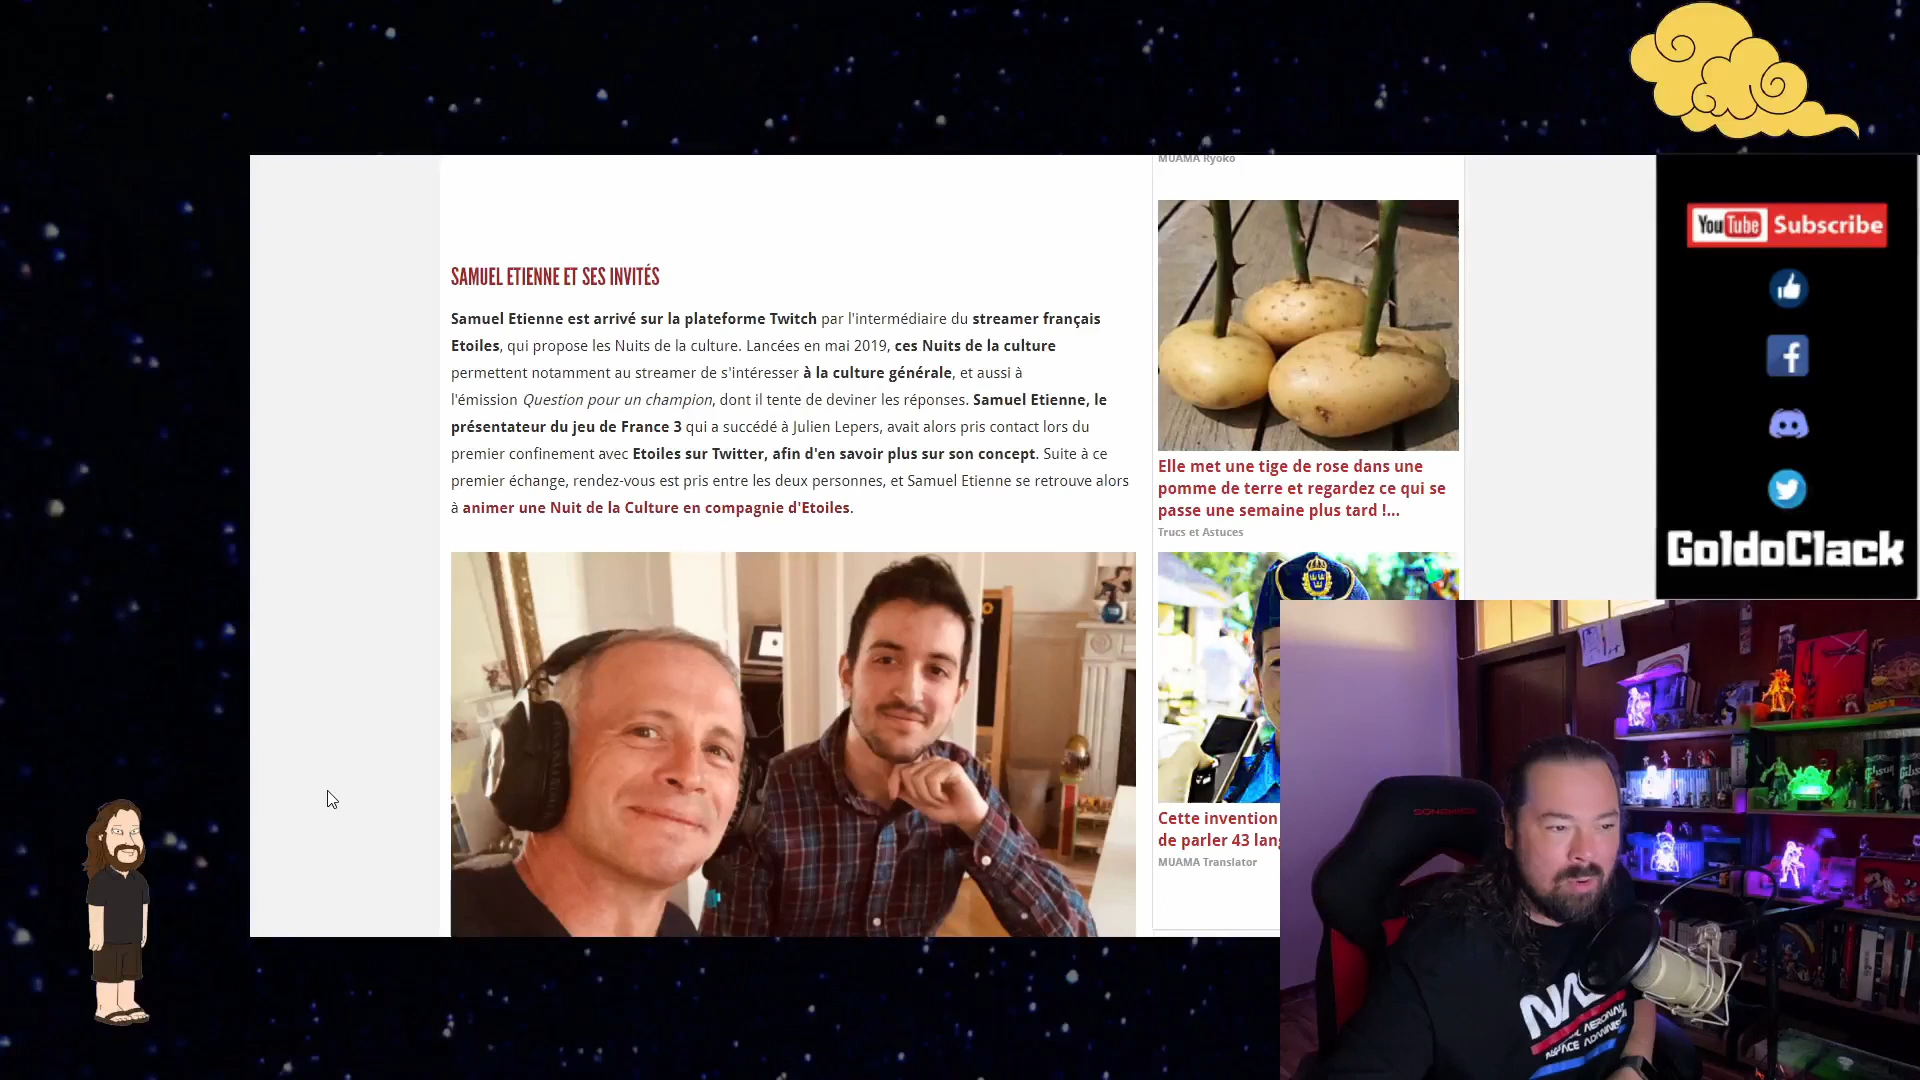 MUAMA Ryoko
SAMUEL ETIENNE ET SES INVITÉS
Samuel Etienne est arrivé sur la plateforme Twitch par l'intermédiaire du streamer français
Etoiles, qui propose les Nuits de la culture. Lancées en mai 2019, ces Nuits de la culture
permettent notamment au streamer de s'intéresser à la culture générale, et aussi à
l'émission Question pour un champion, dont il tente de deviner les réponses. Samuel Etienne, le
présentateur du jeu de France 3 qui a succédé à Julien Lepers, avait alors pris contact lors du
premier confinement avec Etoiles sur Twitter, afin d'en savoir plus sur son concept. Suite à ce
premier échange, rendez-vous est pris entre les deux personnes, et Samuel Etienne se retrouve alors
à animer une Nuit de la Culture en compagnie d'Etoiles.
Elle met une tige de rose dans une
pomme de terre et regardez ce qui se
passe une semaine plus tard !...
Trucs et Astuces
Cette invention
de parler 43
MUAMA Translator
YouTube Subscribe
GoldoClack